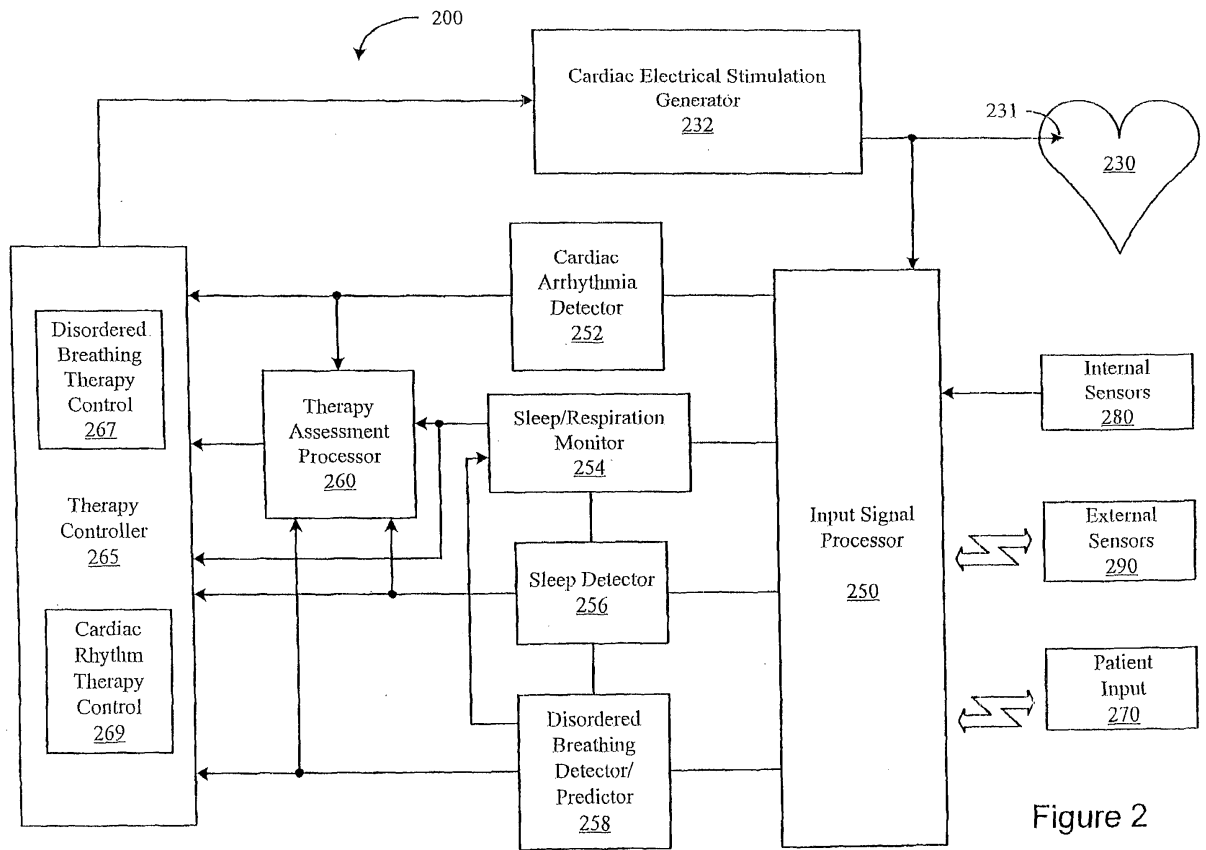 200
Cardiac Electrical Stimulation
Generator
232
231
230
Cardiac
Arrhythmia
Detector
252
Disordered
Breathing
Therapy
Control
267
Therapy
Assessment
Processor
260
Sleep/Respiration
Monitor
254
Internal
Sensors
280
Therapy
Controller
265
Input Signal
Processor
250
External
Sensors
290
Sleep Detector
256
Cardiac
Rhythm
Therapy
Control
269
Disordered
Breathing
Detector/
Predictor
258
Patient
Input
270
Figure 2